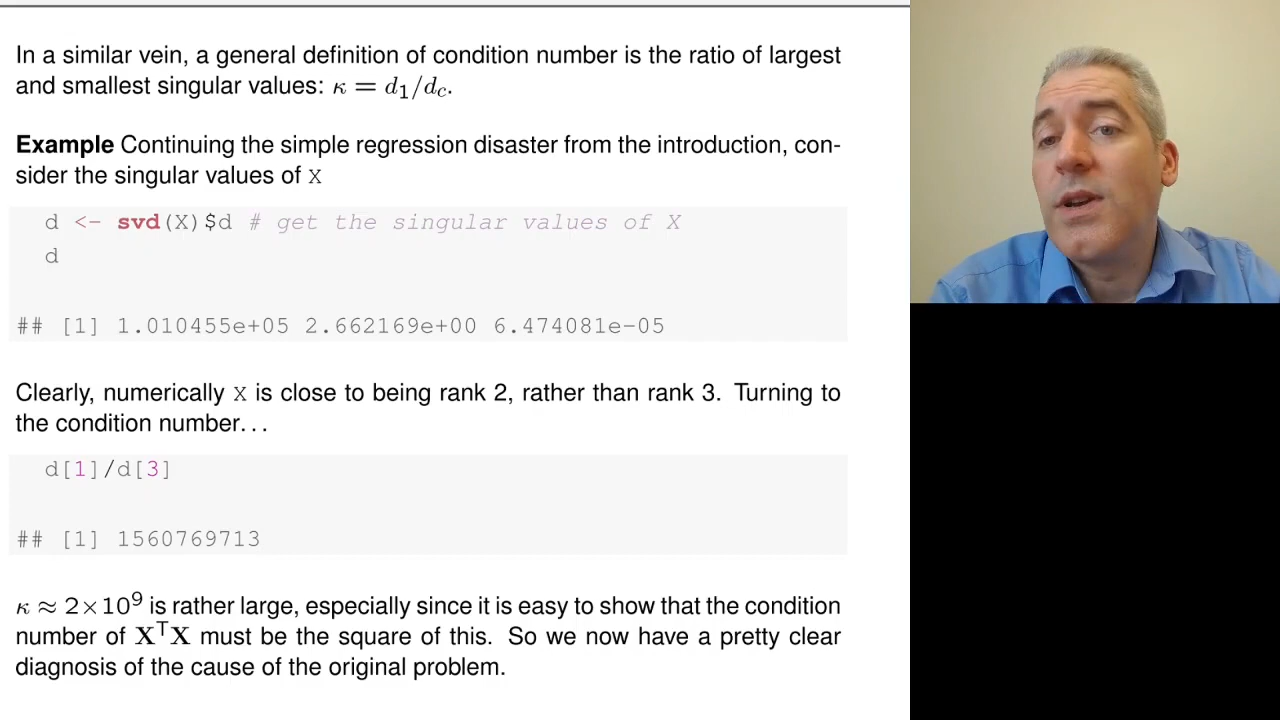 In a similar vein, a general definition of condition number is the ratio of largest
and smallest singular values: κ = d₁/d_c.
Example Continuing the simple regression disaster from the introduction, con-
sider the singular values of X
d <- svd(X)$d # get the singular values of X
d
## [1] 1.010455e+05 2.662169e+00 6.474081e-05
Clearly, numerically X is close to being rank 2, rather than rank 3. Turning to
the condition number...
d[1]/d[3]
## [1] 1560769713
κ ≈ 2×10⁹ is rather large, especially since it is easy to show that the condition
number of XᵀX must be the square of this. So we now have a pretty clear
diagnosis of the cause of the original problem.